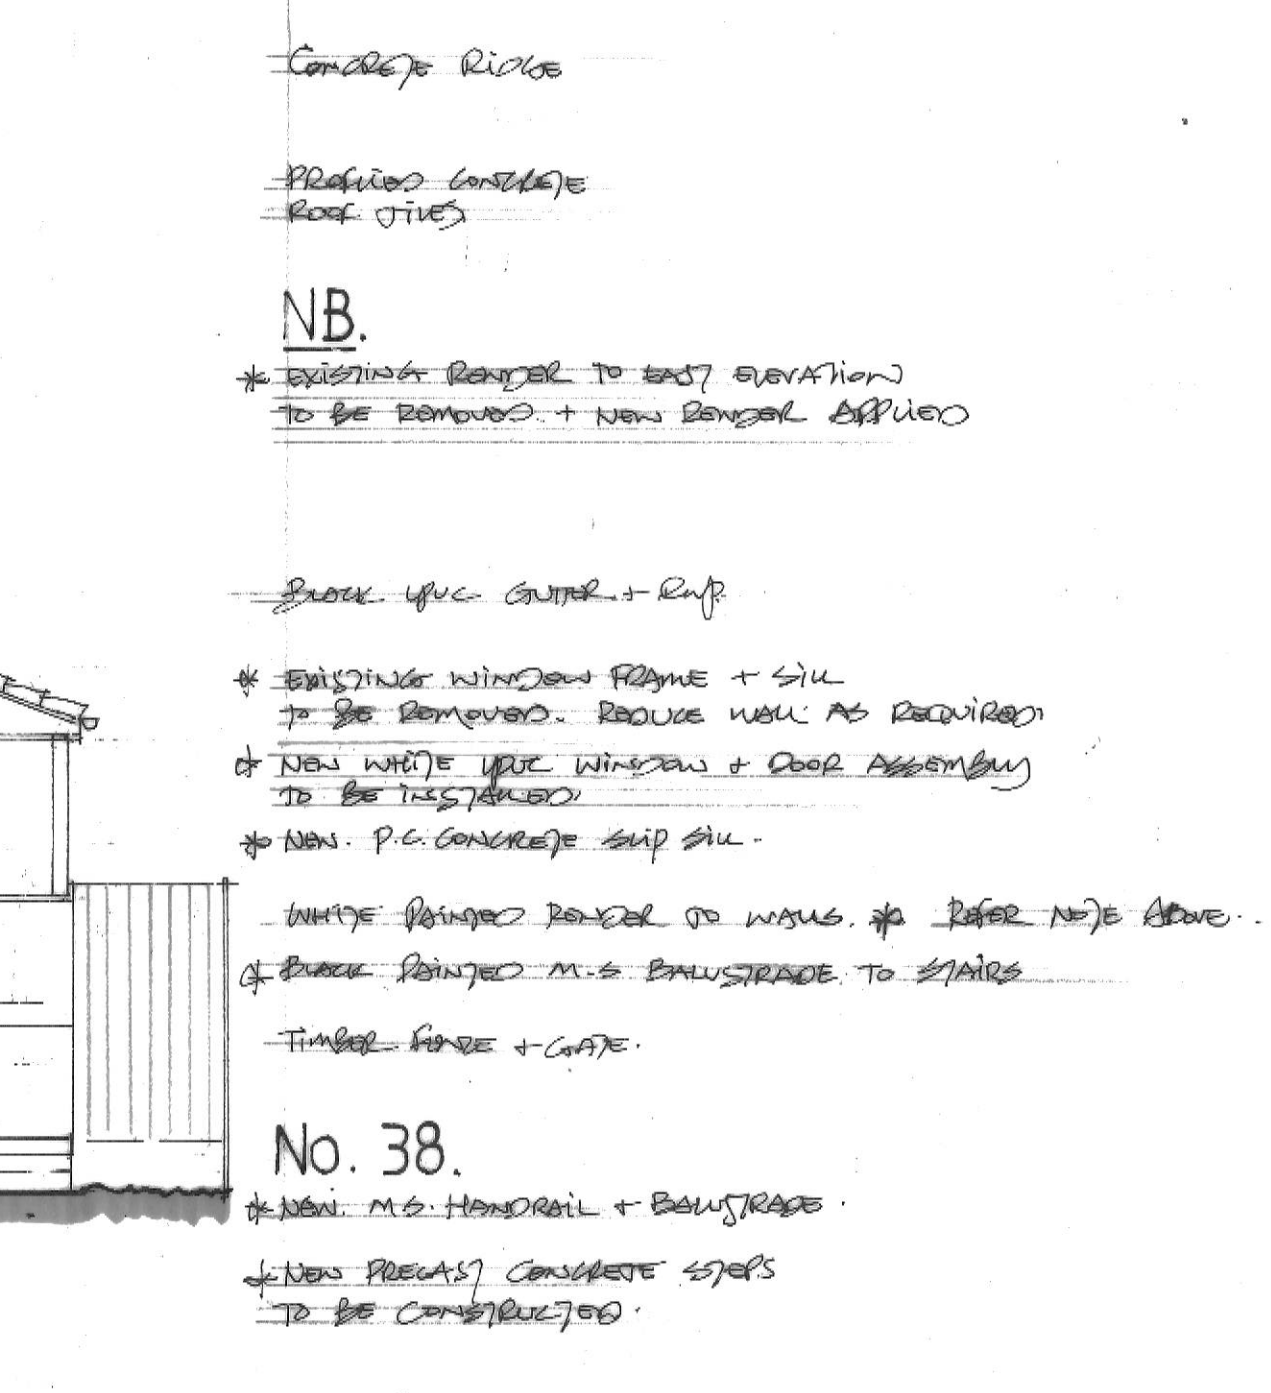 CONCRETE RIDGE
PROFILED CONCRETE
ROOF TILES
NB.
* EXISTING RENDER TO EAST ELEVATION
TO BE REMOVED + NEW RENDER APPLIED
BLACK UPVC GUTTER + RWP.
* EXISTING WINDOW FRAME + SILL
TO BE REMOVED. REDUCE WALL AS REQUIRED
* NEW WHITE UPVC WINDOW + DOOR ASSEMBLY
TO BE INSTALLED
* NEW P.C. CONCRETE SLIP SILL.
WHITE PAINTED RENDER TO WALLS. * REFER NOTE ABOVE.
* BLACK PAINTED M.S BALUSTRADE TO STAIRS
TIMBER FENCE + GATE.
No. 38.
* NEW M.S. HANDRAIL + BALUSTRADE.
* NEW PRECAST CONCRETE STEPS
TO BE CONSTRUCTED.